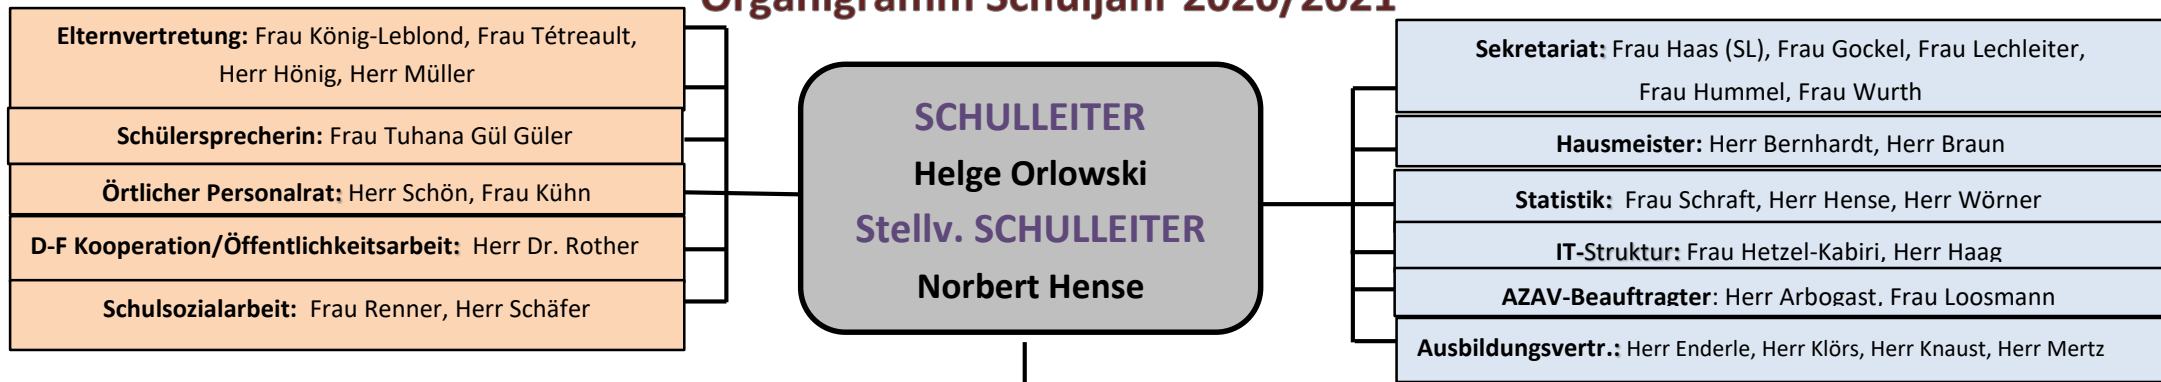 Organigramm Schuljahr 2020/2021
Elternvertretung: Frau König-Leblond, Frau Tétreault,
Herr Hönig, Herr Müller
Schülersprecherin: Frau Tuhana Gül Güler
Örtlicher Personalrat: Herr Schön, Frau Kühn
D-F Kooperation/Öffentlichkeitsarbeit: Herr Dr. Rother
Schulsozialarbeit: Frau Renner, Herr Schäfer
SCHULLEITER
Helge Orlowski
Stellv. SCHULLEITER
Norbert Hense
Sekretariat: Frau Haas (SL), Frau Gockel, Frau Lechleiter,
Frau Hummel, Frau Wurth
Hausmeister: Herr Bernhardt, Herr Braun
Statistik: Frau Schraft, Herr Hense, Herr Wörner
IT-Struktur: Frau Hetzel-Kabiri, Herr Haag
AZAV-Beauftragter: Herr Arbogast, Frau Loosmann
Ausbildungsvertr.: Herr Enderle, Herr Klörs, Herr Knaust, Herr Mertz